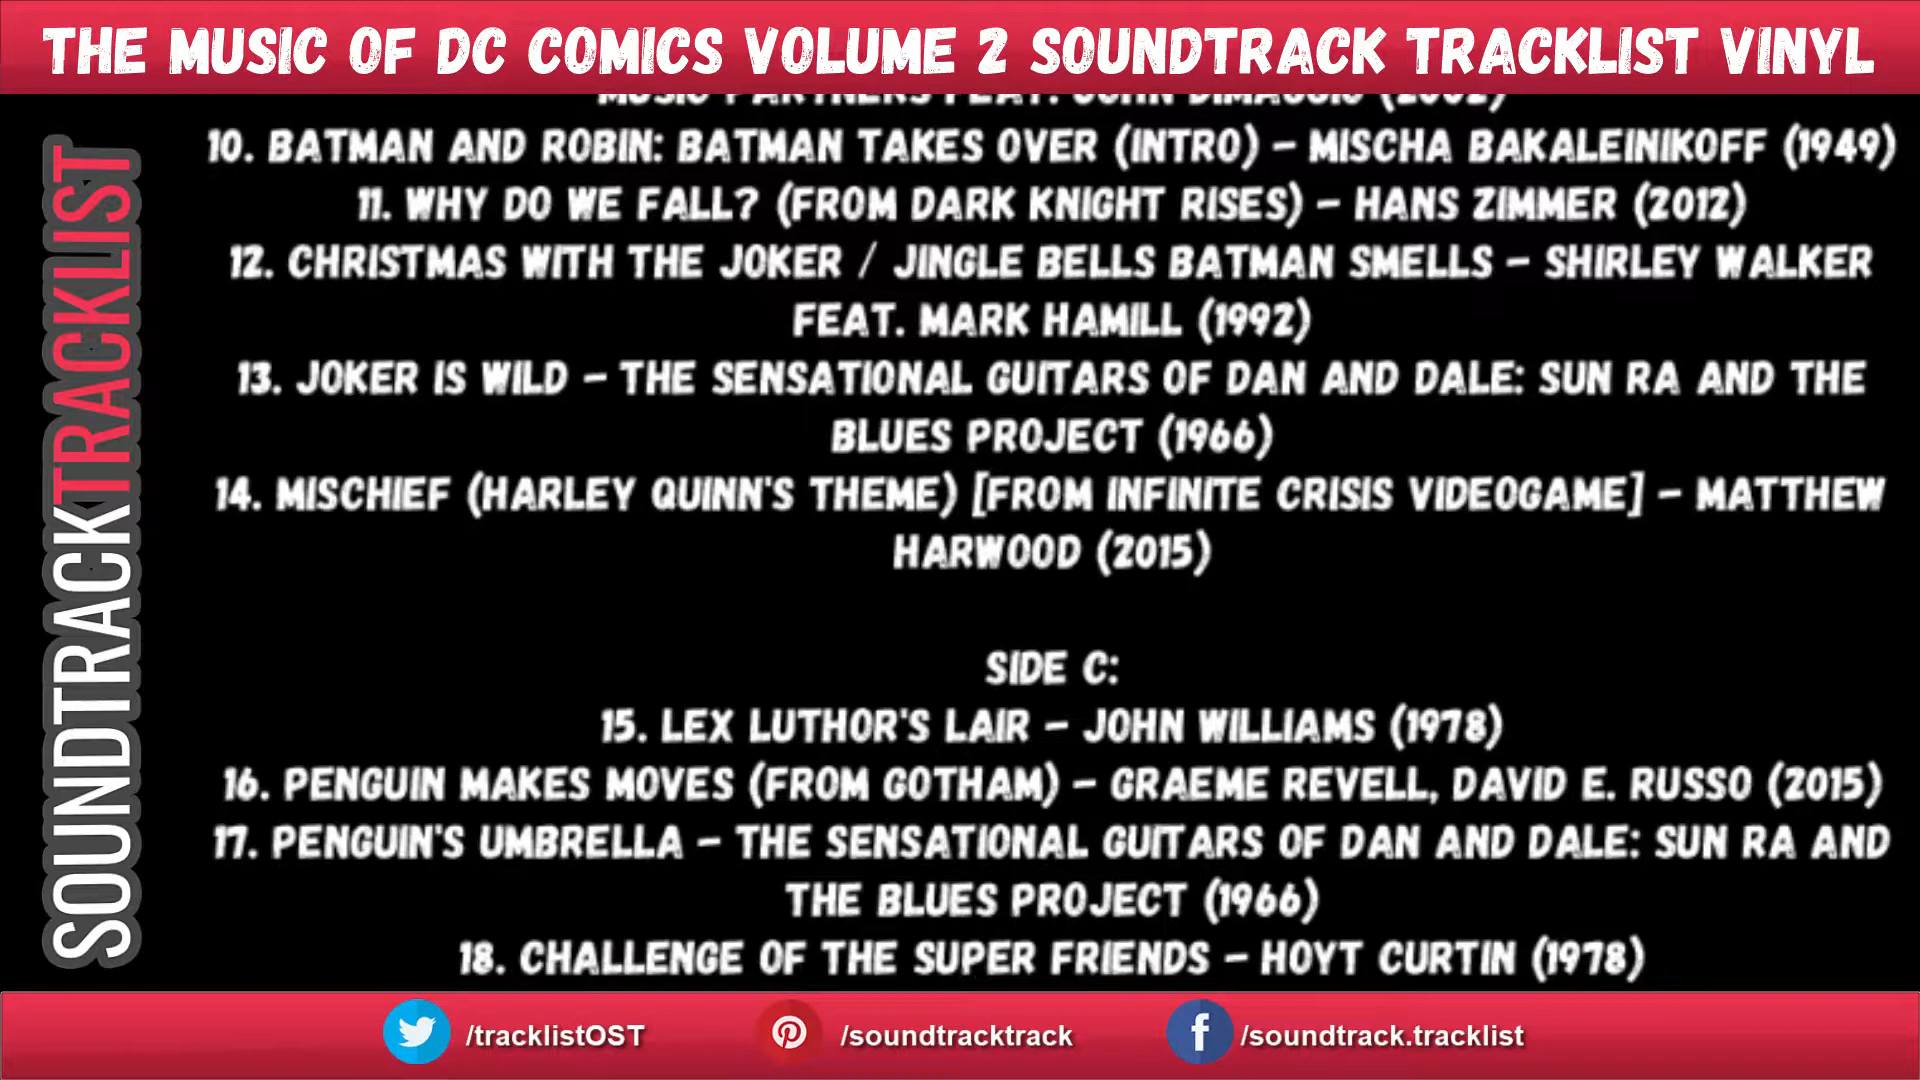 THE MUSIC OF DC COMICS VOLUME 2 SOUNDTRACK TRACKLIST VINYL
MUSIC PARTNERS FEAT. JOHN DIMAGGIO (2002)
10. BATMAN AND ROBIN: BATMAN TAKES OVER (INTRO) – MISCHA BAKALEINIKOFF (1949)
11. WHY DO WE FALL? (FROM DARK KNIGHT RISES) – HANS ZIMMER (2012)
12. CHRISTMAS WITH THE JOKER / JINGLE BELLS BATMAN SMELLS – SHIRLEY WALKER
FEAT. MARK HAMILL (1992)
13. JOKER IS WILD – THE SENSATIONAL GUITARS OF DAN AND DALE: SUN RA AND THE
BLUES PROJECT (1966)
14. MISCHIEF (HARLEY QUINN'S THEME) [FROM INFINITE CRISIS VIDEOGAME] – MATTHEW
HARWOOD (2015)
SIDE C:
15. LEX LUTHOR'S LAIR – JOHN WILLIAMS (1978)
16. PENGUIN MAKES MOVES (FROM GOTHAM) – GRAEME REVELL, DAVID E. RUSSO (2015)
17. PENGUIN'S UMBRELLA – THE SENSATIONAL GUITARS OF DAN AND DALE: SUN RA AND
THE BLUES PROJECT (1966)
18. CHALLENGE OF THE SUPER FRIENDS – HOYT CURTIN (1978)
SOUNDTRACKTRACKLIST
/tracklistOST
/soundtracktrack
/soundtrack.tracklist